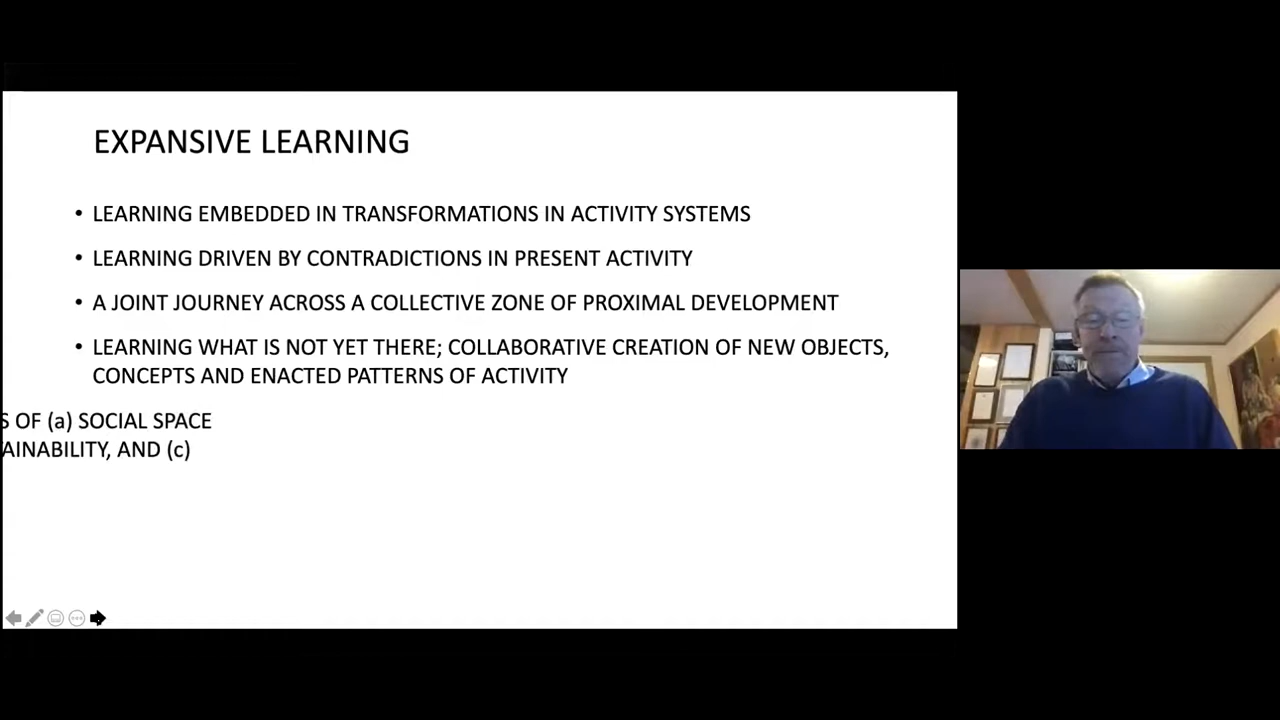 EXPANSIVE LEARNING
• LEARNING EMBEDDED IN TRANSFORMATIONS IN ACTIVITY SYSTEMS
• LEARNING DRIVEN BY CONTRADICTIONS IN PRESENT ACTIVITY
• A JOINT JOURNEY ACROSS A COLLECTIVE ZONE OF PROXIMAL DEVELOPMENT
• LEARNING WHAT IS NOT YET THERE; COLLABORATIVE CREATION OF NEW OBJECTS,
CONCEPTS AND ENACTED PATTERNS OF ACTIVITY
S OF (a) SOCIAL SPACE
AINABILITY, AND (c)